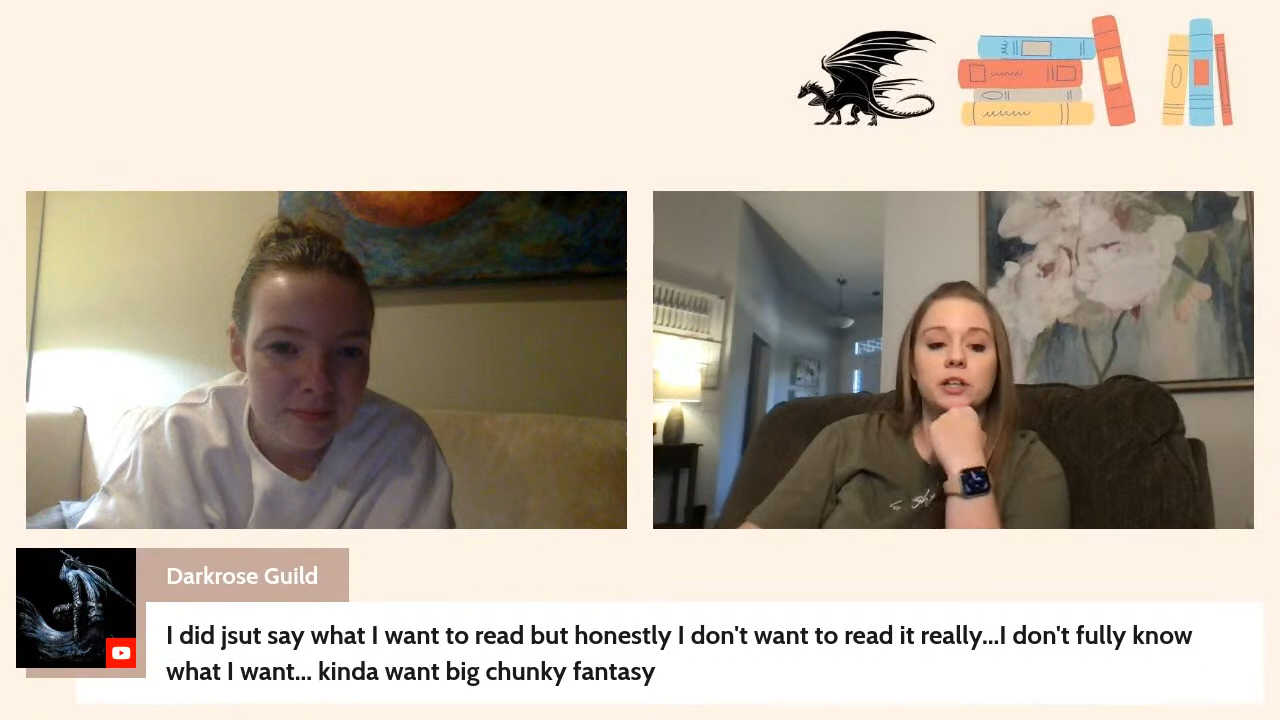 Darkrose Guild
I did jsut say what I want to read but honestly I don't want to read it really...I don't fully know
what I want... kinda want big chunky fantasy